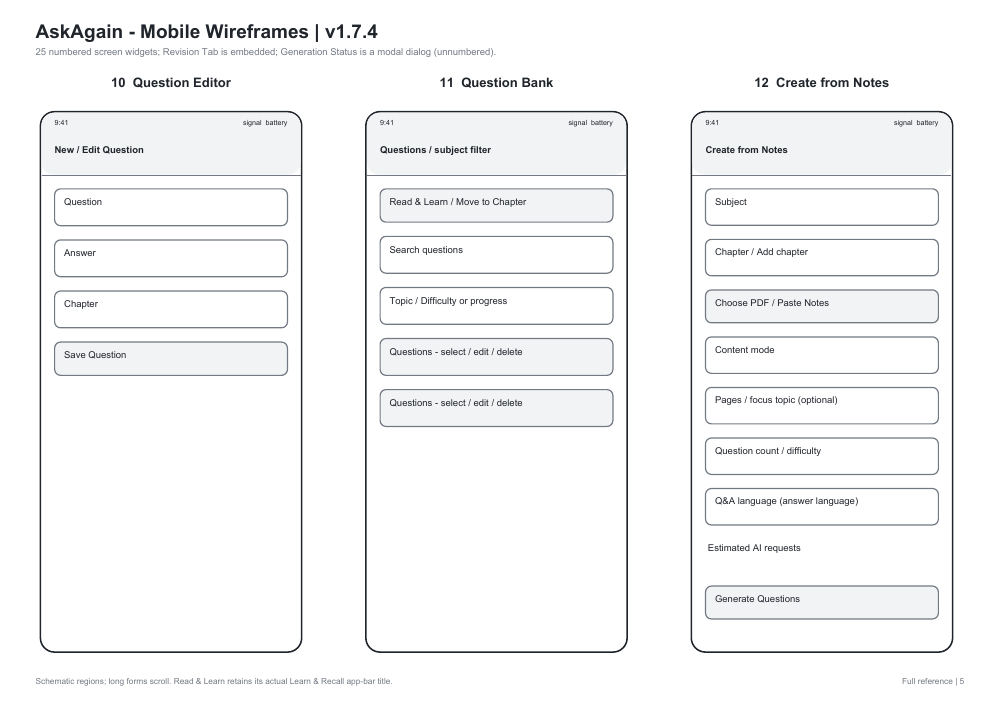 AskAgain - Mobile Wireframes | v1.7.4
25 numbered screen widgets; Revision Tab is embedded; Generation Status is a modal dialog (unnumbered).
10 Question Editor
9:41 signal battery
New / Edit Question
Question
Answer
Chapter
Save Question
11 Question Bank
9:41 signal battery
Questions / subject filter
Read & Learn / Move to Chapter
Search questions
Topic / Difficulty or progress
Questions - select / edit / delete
Questions - select / edit / delete
12 Create from Notes
9:41 signal battery
Create from Notes
Subject
Chapter / Add chapter
Choose PDF / Paste Notes
Content mode
Pages / focus topic (optional)
Question count / difficulty
Q&A language (answer language)
Estimated AI requests
Generate Questions
Schematic regions; long forms scroll. Read & Learn retains its actual Learn & Recall app-bar title.
Full reference | 5